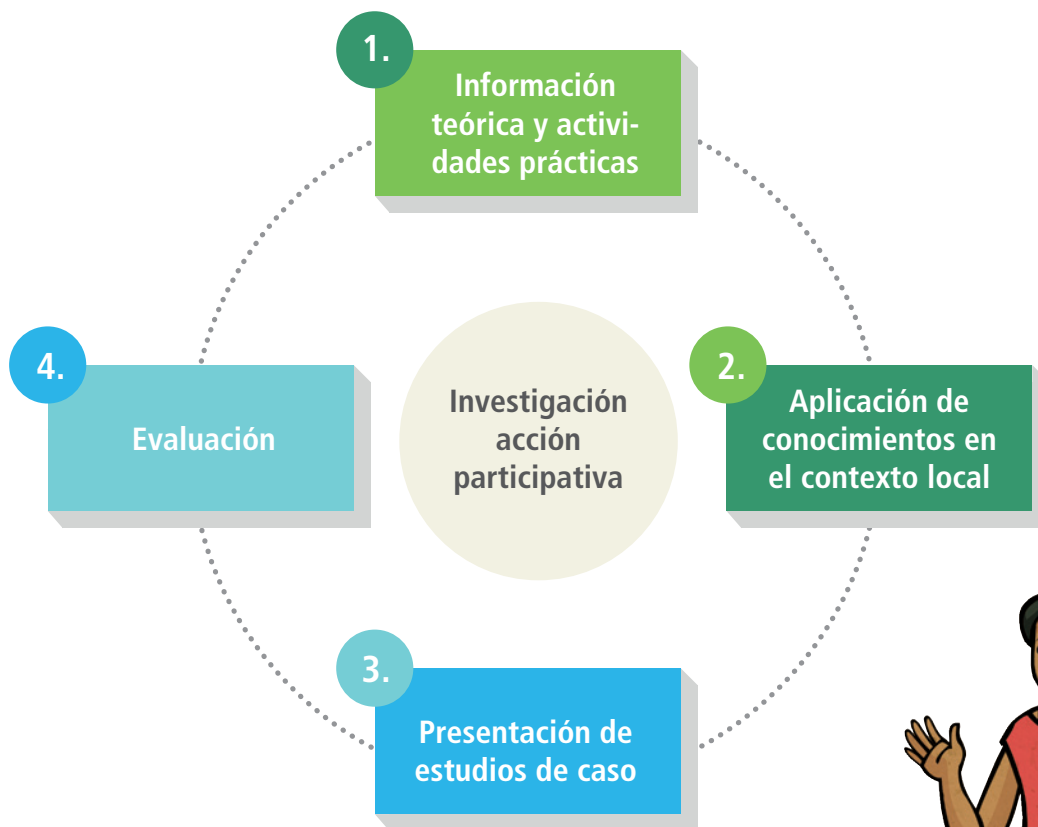 1.
Información
teórica y activi-
dades prácticas
2.
Aplicación de
conocimientos en
el contexto local
3.
Presentación de
estudios de caso
4.
Evaluación
Investigación
acción
participativa